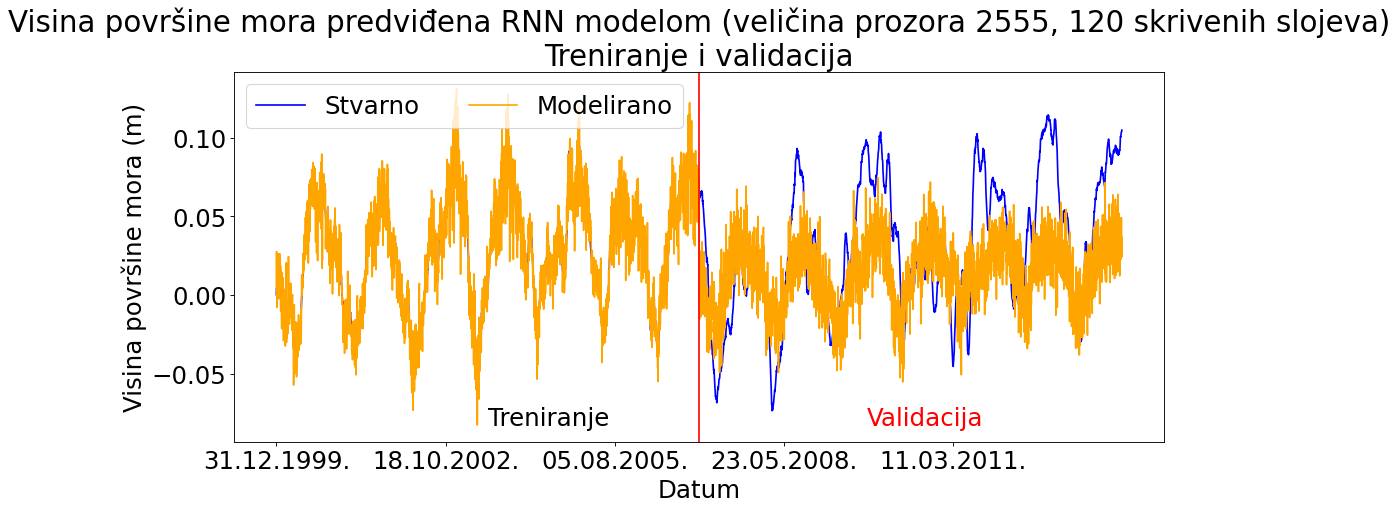 Visina površine mora predviđena RNN modelom (veličina prozora 2555, 120 skrivenih slojeva)
Treniranje i validacija
Stvarno
Modelirano
Visina površine mora (m)
0.10
0.05
0.00
−0.05
Treniranje
Validacija
31.12.1999.
18.10.2002.
05.08.2005.
23.05.2008.
11.03.2011.
Datum